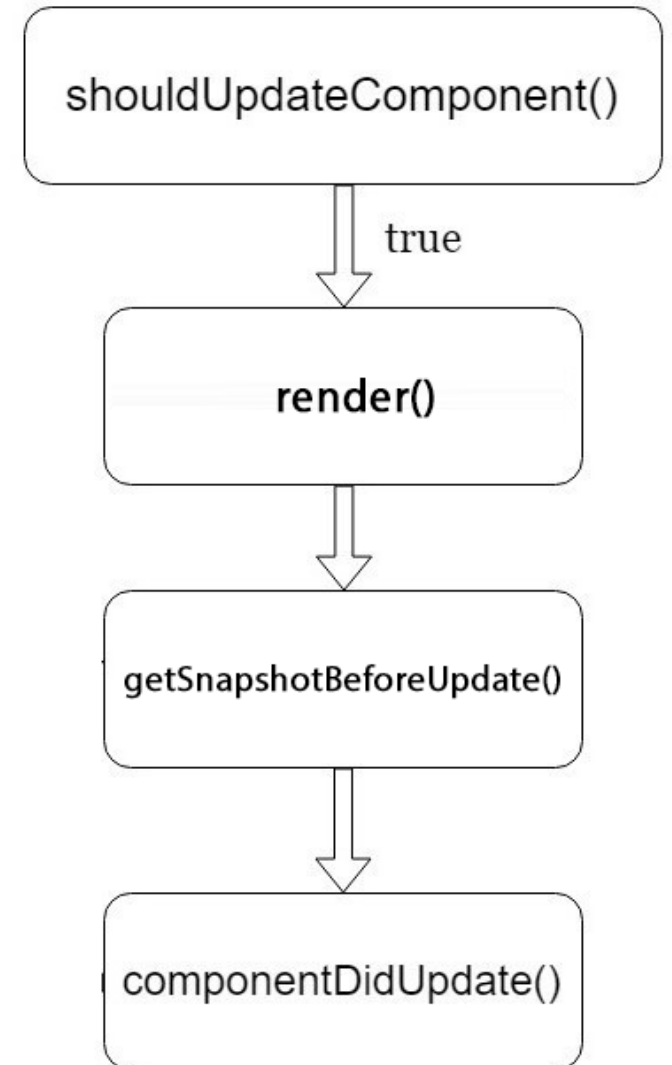 shouldUpdateComponent()
true
render()
getSnapshotBeforeUpdate()
componentDidUpdate()